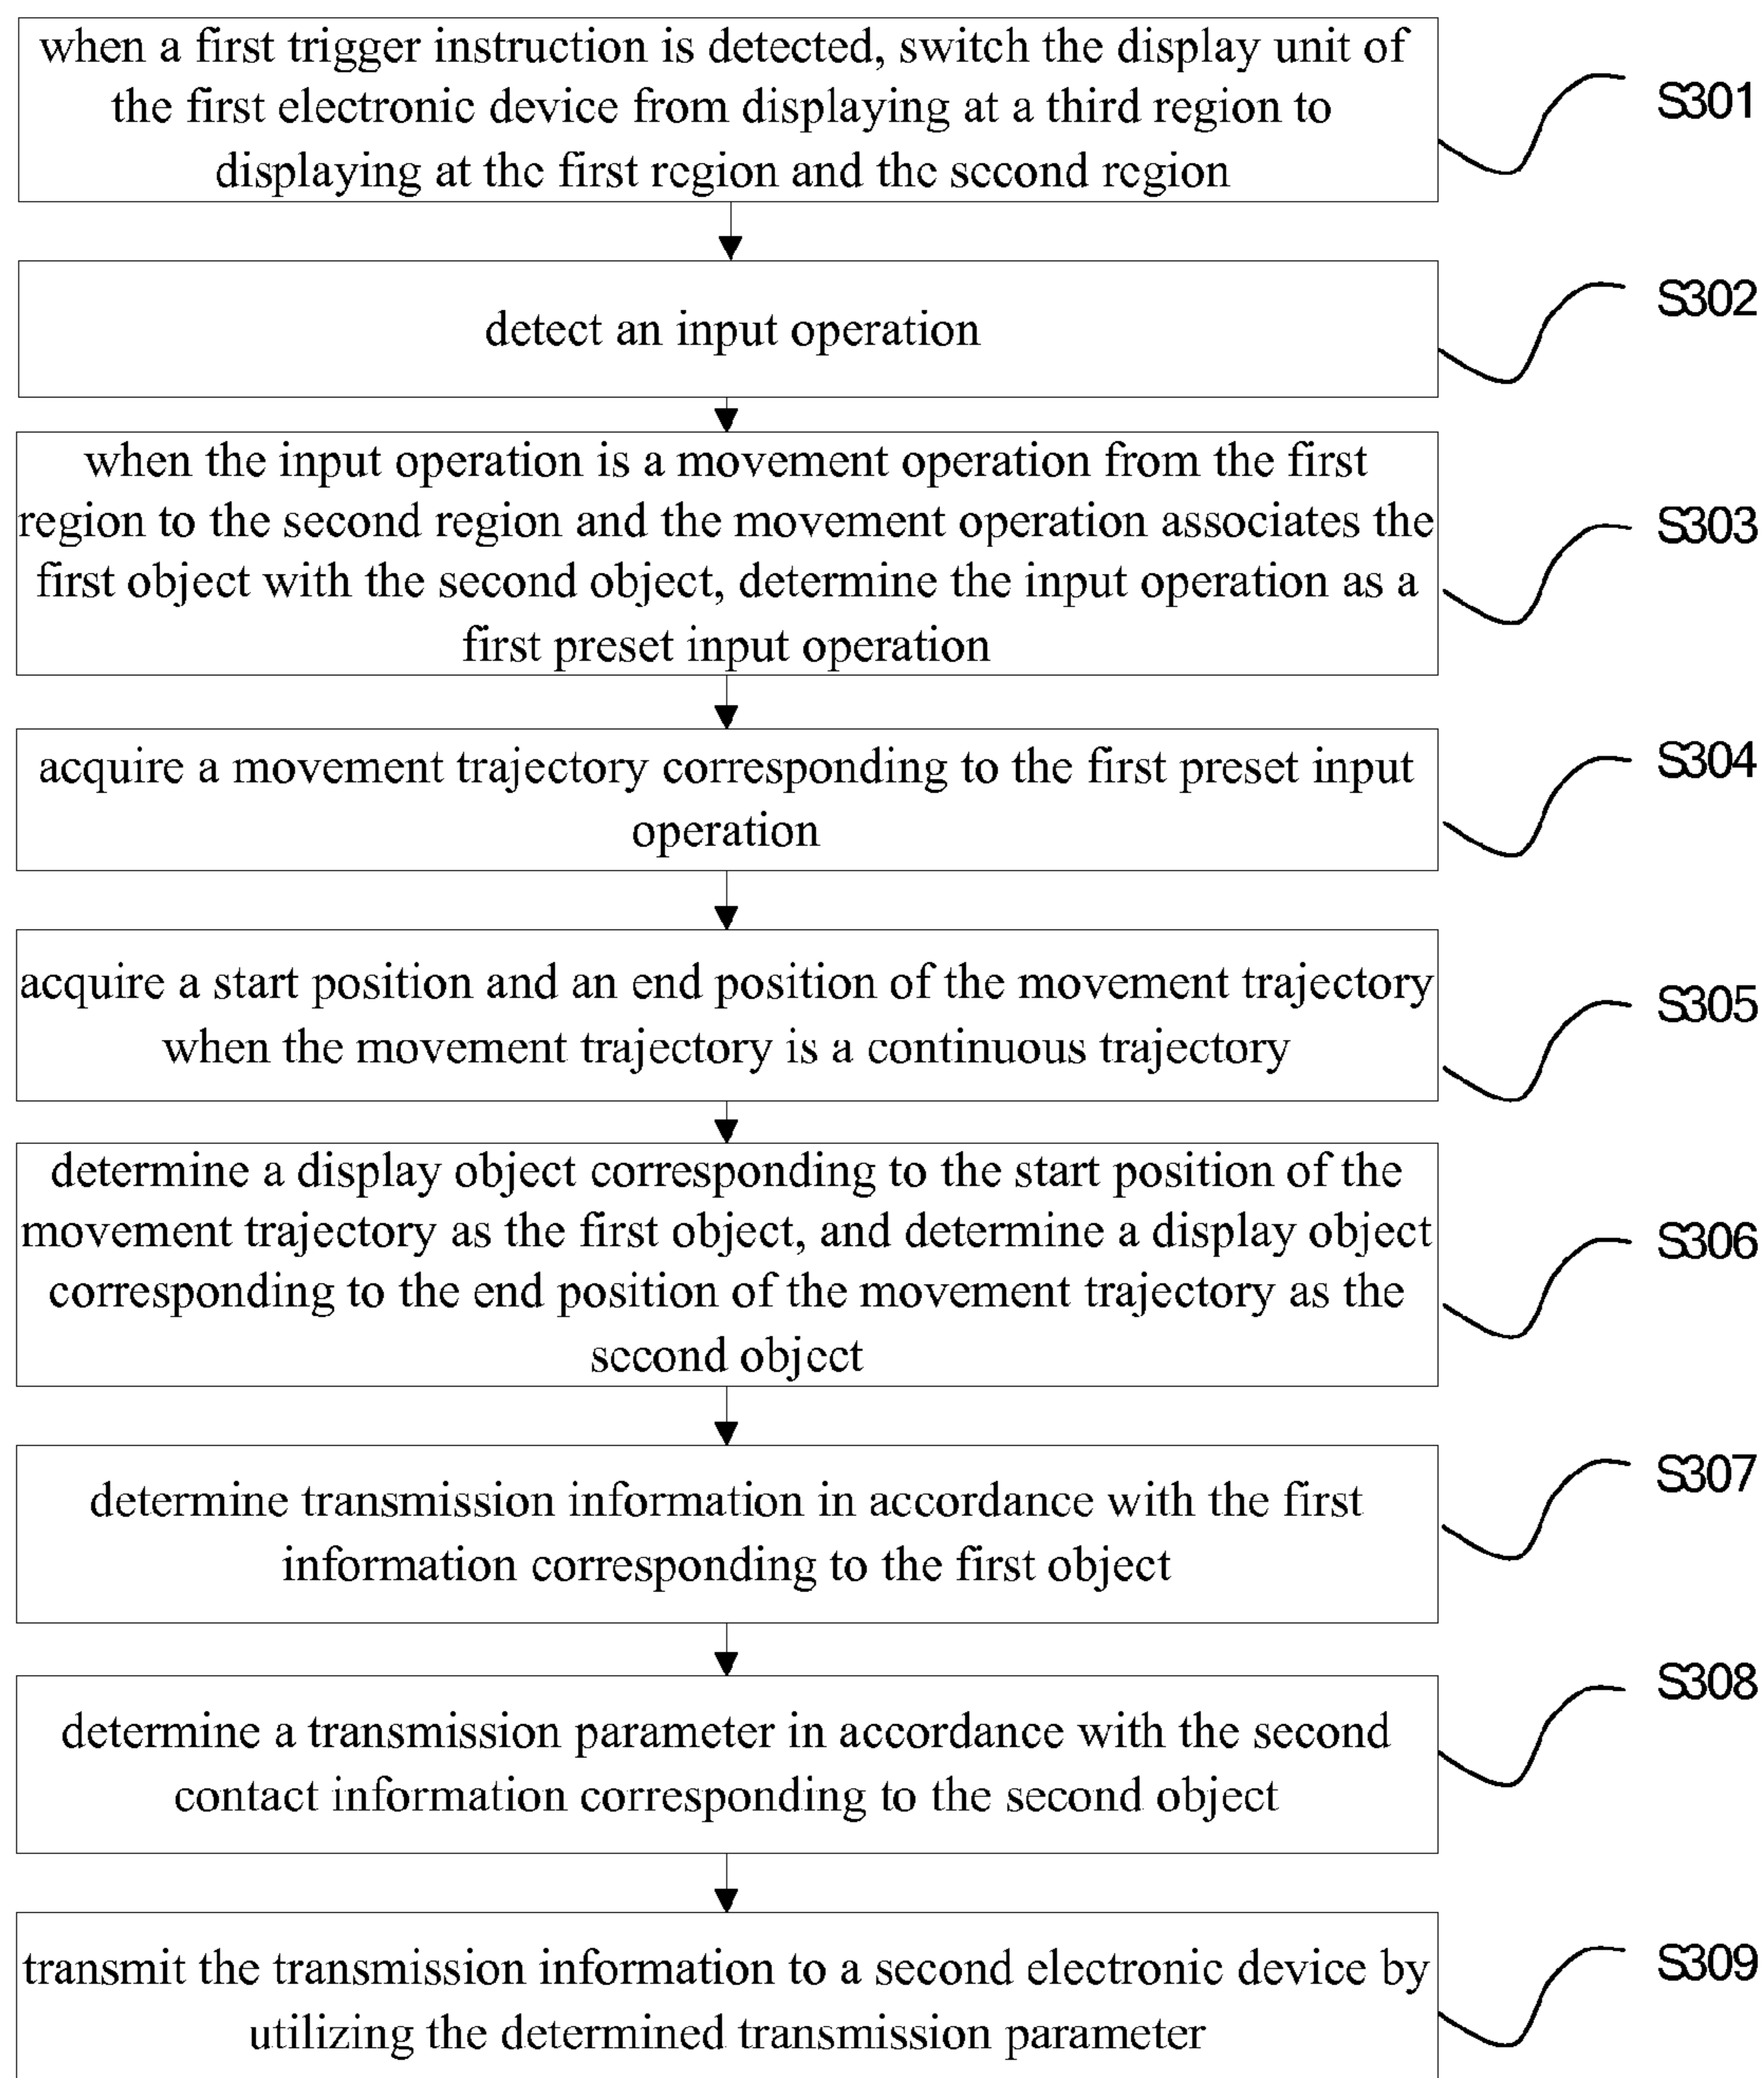 when a first trigger instruction is detected, switch the display unit of
the first electronic device from displaying at a third region to
displaying at the first region and the second region
S301
detect an input operation
S302
when the input operation is a movement operation from the first
region to the second region and the movement operation associates the
first object with the second object, determine the input operation as a
first preset input operation
S303
acquire a movement trajectory corresponding to the first preset input
operation
S304
acquire a start position and an end position of the movement trajectory
when the movement trajectory is a continuous trajectory
S305
determine a display object corresponding to the start position of the
movement trajectory as the first object, and determine a display object
corresponding to the end position of the movement trajectory as the
second object
S306
determine transmission information in accordance with the first
information corresponding to the first object
S307
determine a transmission parameter in accordance with the second
contact information corresponding to the second object
S308
transmit the transmission information to a second electronic device by
utilizing the determined transmission parameter
S309